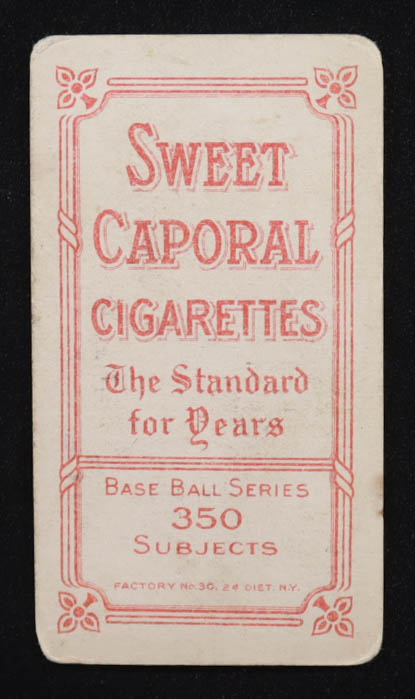 SWEET
CAPORAL
CIGARETTES
The Standard
for Years
BASE BALL SERIES
350
SUBJECTS
FACTORY No. 30, 2d DIST. N.Y.